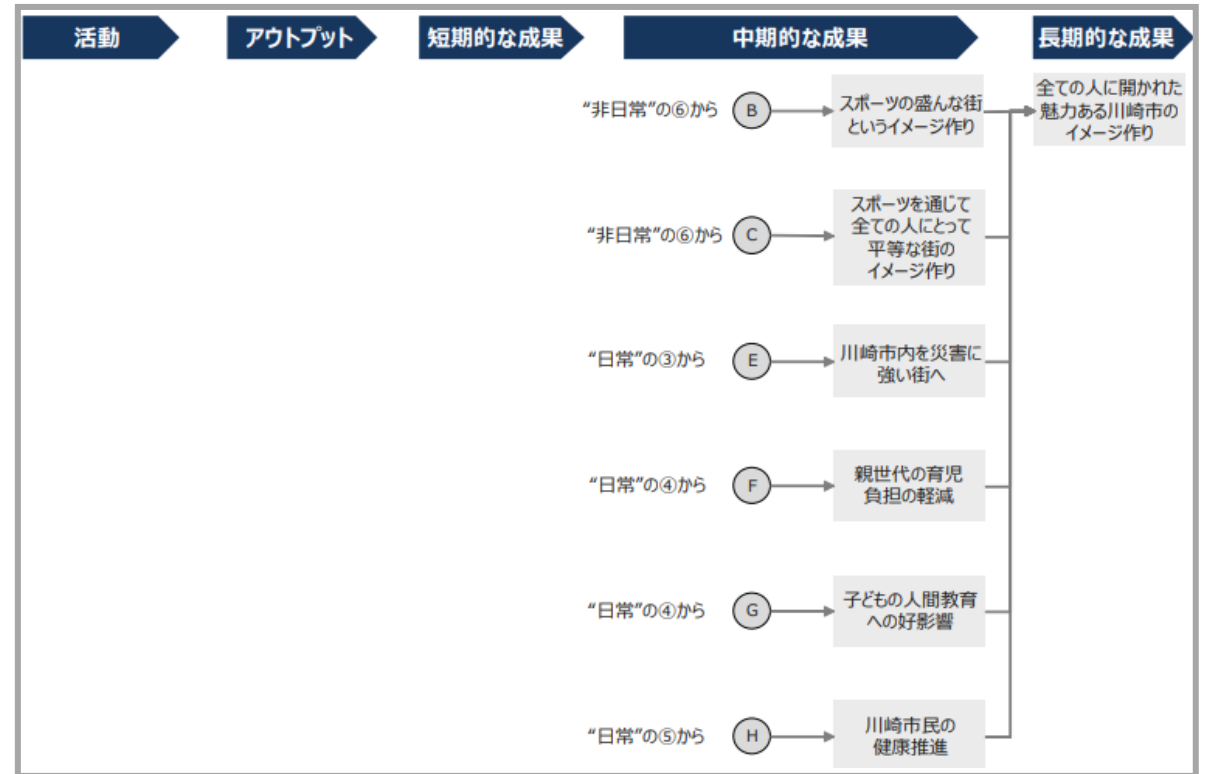 活動 アウトプット 短期的な成果 中期的な成果 長期的な成果
“非日常”の⑥から B スポーツの盛んな街
というイメージ作り
全ての人に開かれた
魅力ある川崎市の
イメージ作り
“非日常”の⑥から C スポーツを通じて
全ての人にとって
平等な街の
イメージ作り
“日常”の③から E 川崎市内を災害に
強い街へ
“日常”の④から F 親世代の育児
負担の軽減
“日常”の④から G 子どもの人間教育
への好影響
“日常”の⑤から H 川崎市民の
健康推進